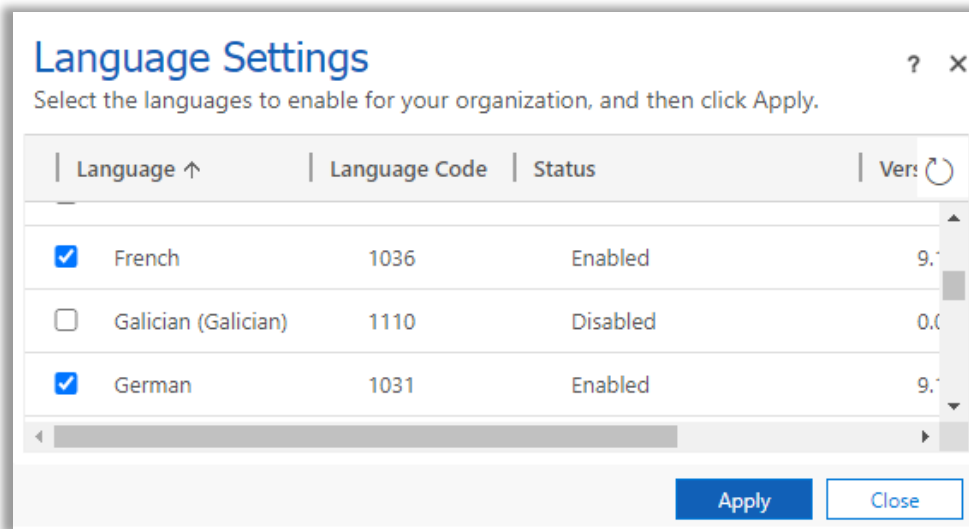 Language Settings
? ×
Select the languages to enable for your organization, and then click Apply.
Language ↑ Language Code Status
French 1036 Enabled
Galician (Galician) 1110 Disabled
German 1031 Enabled
Apply Close